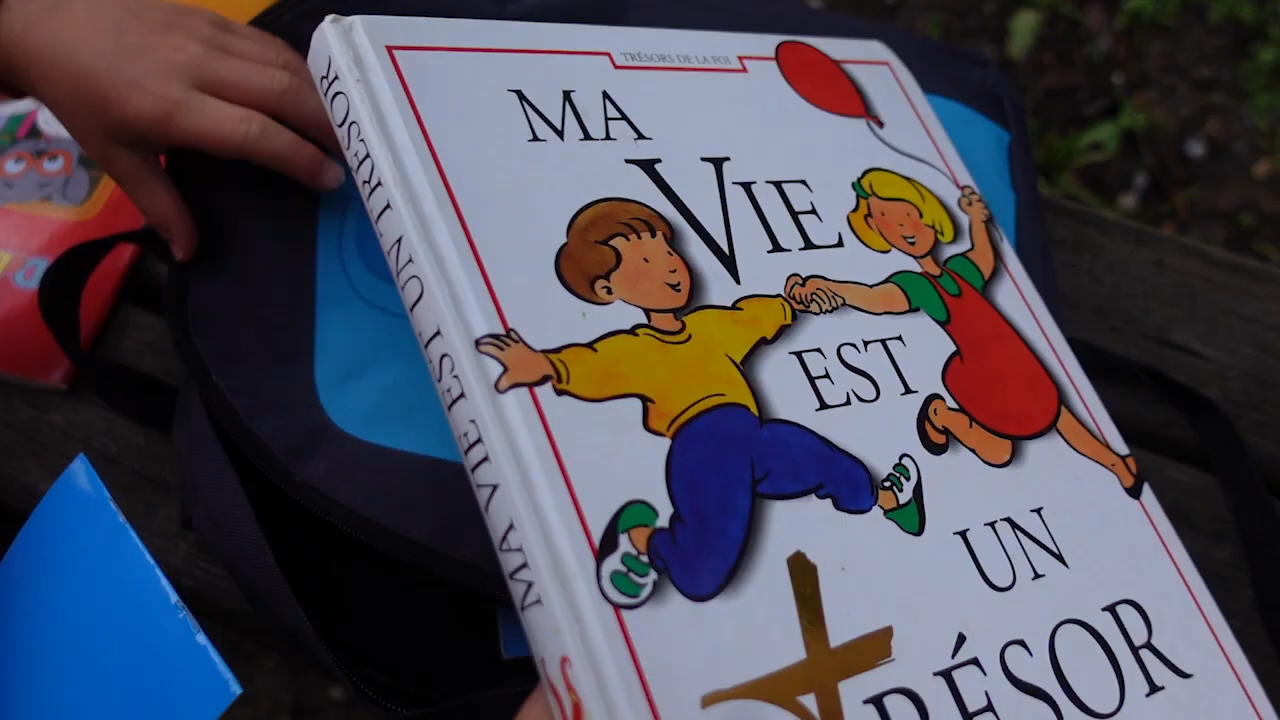 TRÉSORS DE LA FOI
MA
VIE
EST
UN
TRÉSOR
MA VIE EST UN TRÉSOR